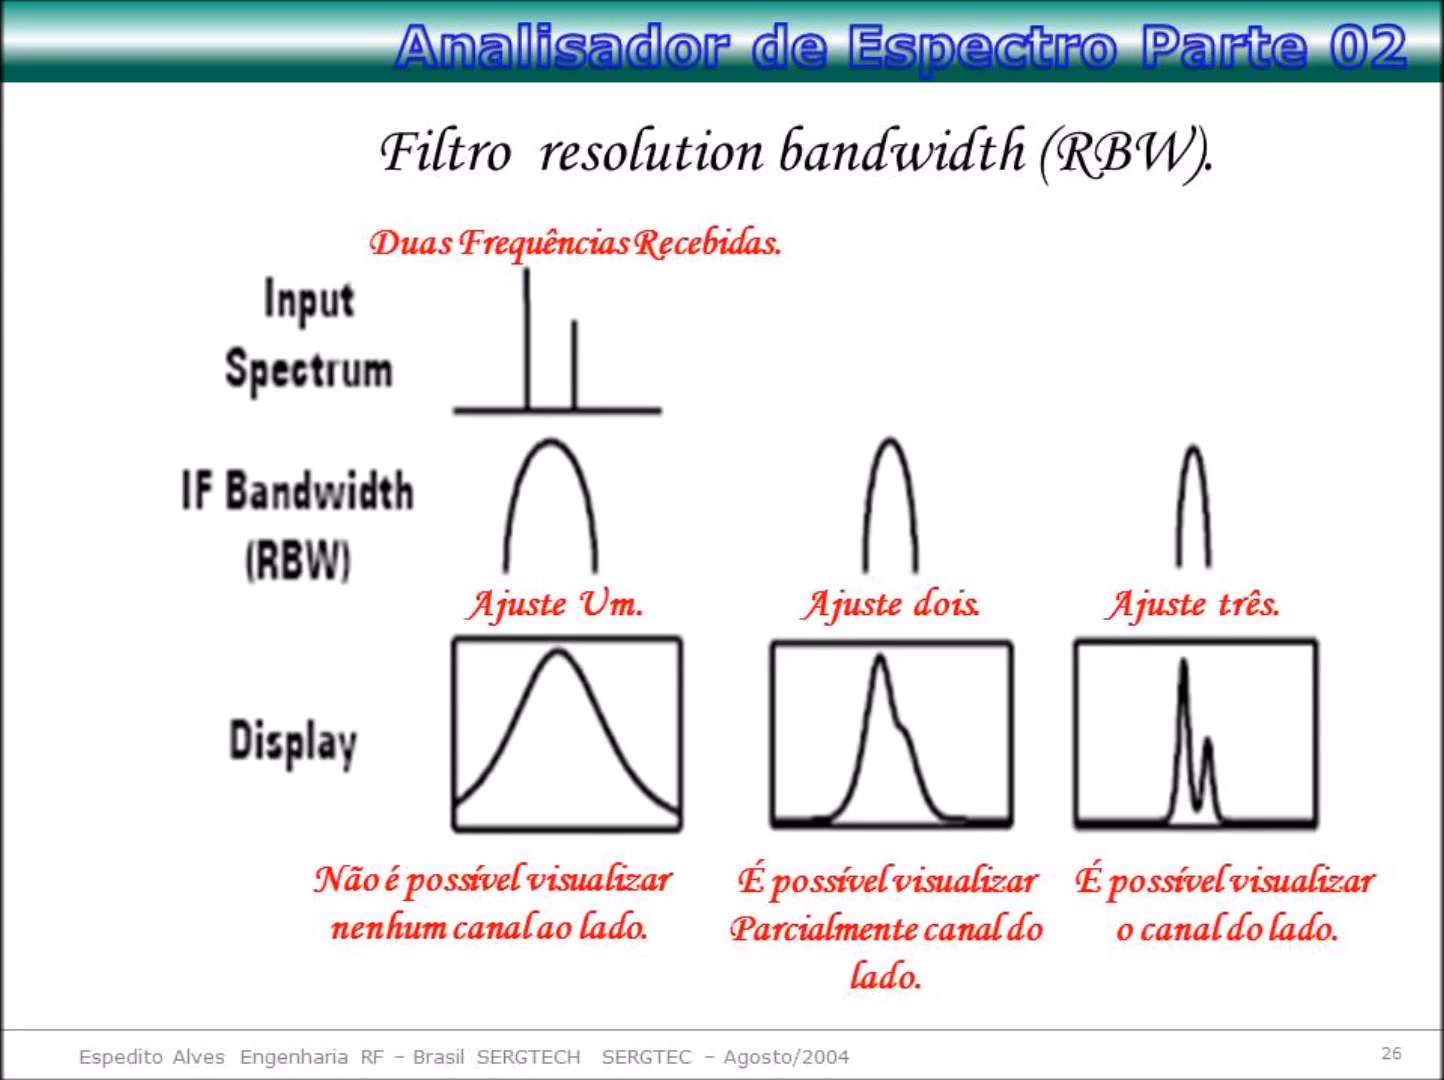 Analisador de Espectro Parte 02
Filtro resolution bandwidth (RBW).
Duas Frequências Recebidas.
Input
Spectrum
IF Bandwidth
(RBW)
Ajuste Um.
Ajuste dois.
Ajuste três.
Display
Não é possível visualizar
nenhum canal ao lado.
É possível visualizar
Parcialmente canal do
lado.
É possível visualizar
o canal do lado.
Espedito Alves Engenharia RF – Brasil SERGTECH SERGTEC – Agosto/2004
26